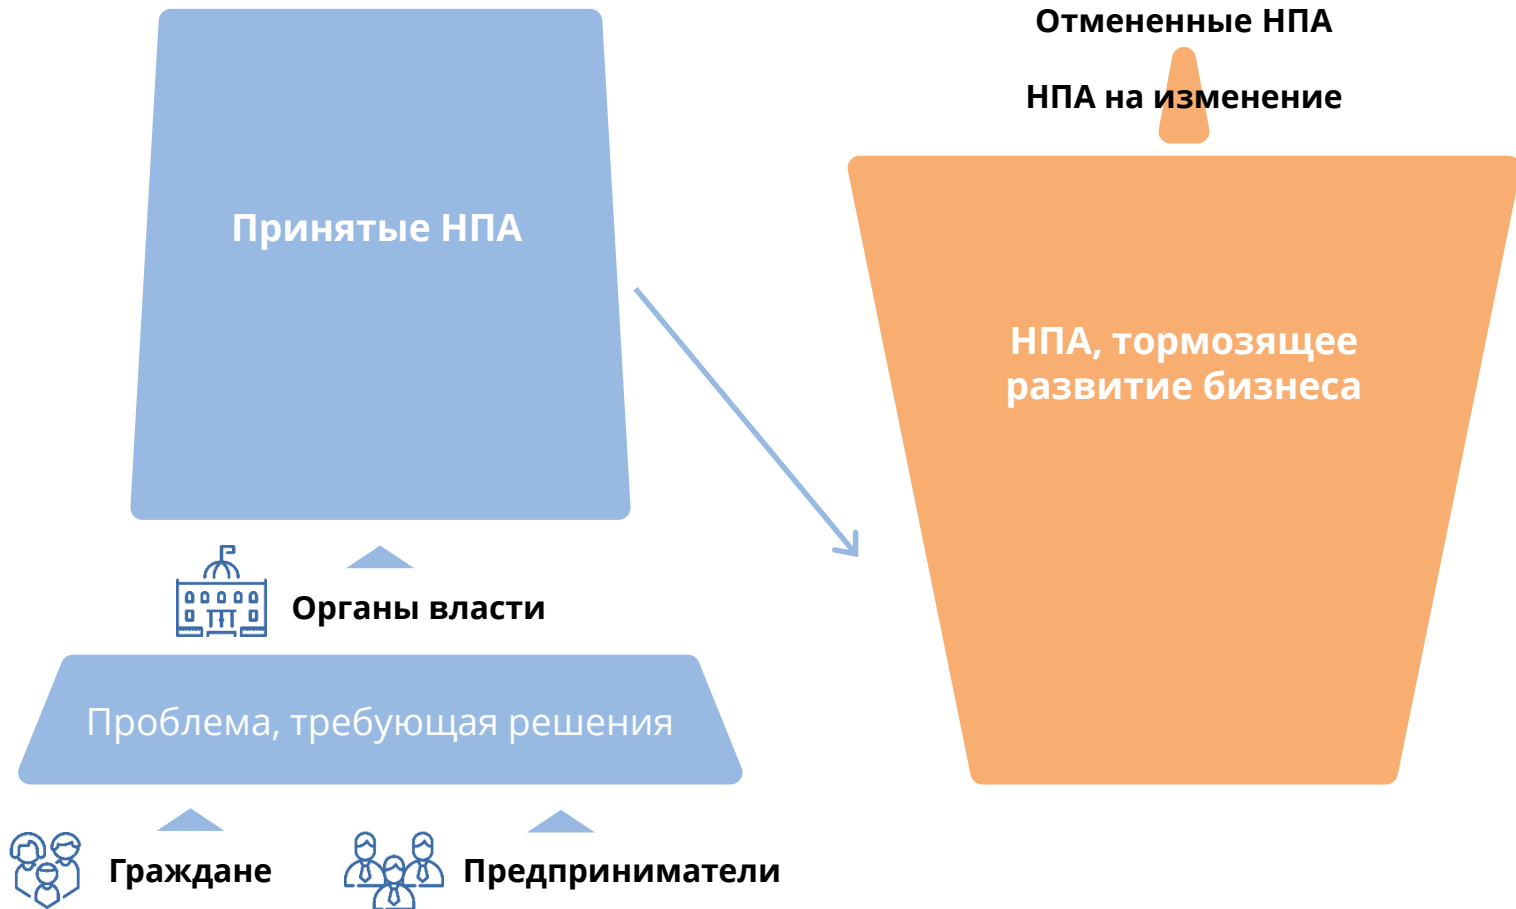 Отмененные НПА
НПА на изменение
Принятые НПА
НПА, тормозящее
развитие бизнеса
Органы власти
Проблема, требующая решения
Граждане
Предприниматели